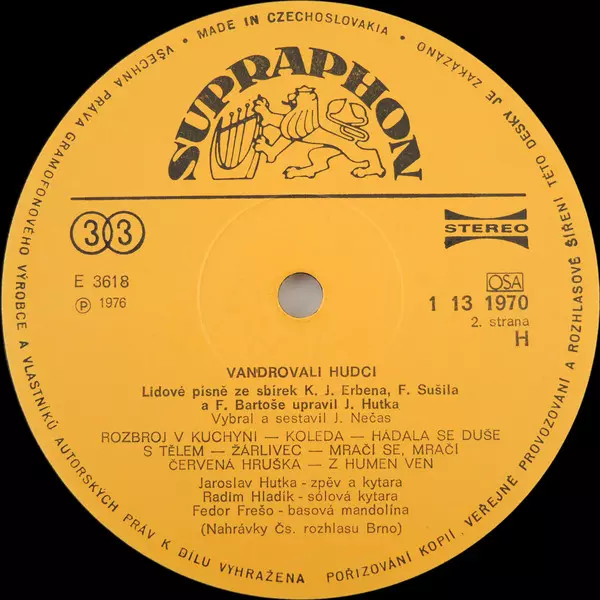 VŠECHNA PRÁVA GRAMOFONOVÉHO VÝROBCE A VLASTNÍKŮ AUTORSKÝCH PRÁV K DÍLU VYHRAŽENA • POŘIZOVÁNÍ KOPIÍ, VEŘEJNÉ PROVOZOVÁNÍ A ROZHLASOVÉ ŠÍŘENÍ TÉTO DESKY JE ZAKÁZÁNO •
• MADE IN CZECHOSLOVAKIA •
SUPRAPHON
33
STEREO
E 3618
Ⓟ 1976
OSA
1 13 1970
2. strana
H
VANDROVALI HUDCI
Lidové písně ze sbírek K. J. Erbena, F. Sušila
a F. Bartoše upravil J. Hutka
Vybral a sestavil J. Nečas
ROZBROJ V KUCHYNI — KOLEDA — HÁDALA SE DUŠE
S TĚLEM — ŽÁRLIVEC — MRAČÍ SE, MRAČÍ
ČERVENÁ HRUŠKA — Z HUMEN VEN
Jaroslav Hutka - zpěv a kytara
Radim Hladík - sólová kytara
Fedor Frešo - basová mandolína
(Nahrávky Čs. rozhlasu Brno)